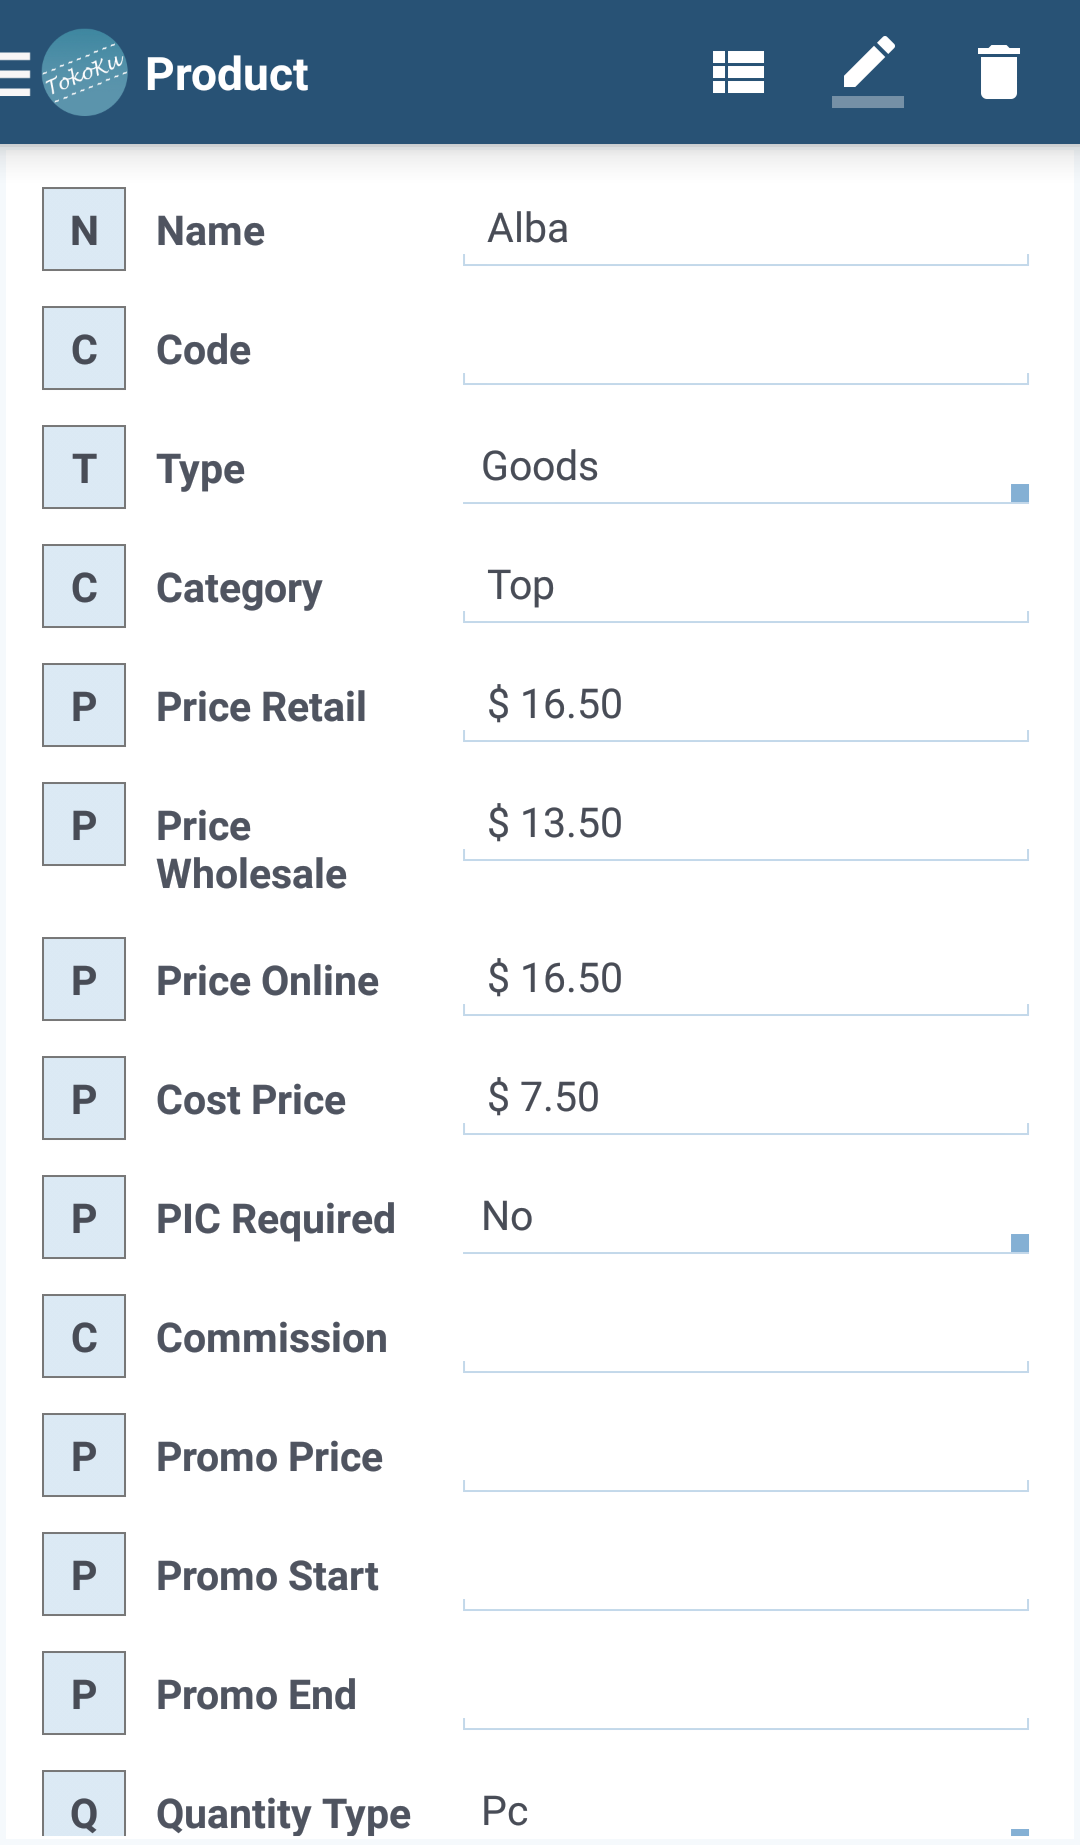 TokoKu Product
N Name Alba
C Code
T Type Goods
C Category Top
P Price Retail $ 16.50
P Price $ 13.50
Wholesale
P Price Online $ 16.50
P Cost Price $ 7.50
P PIC Required No
C Commission
P Promo Price
P Promo Start
P Promo End
Q Quantity Type Pc